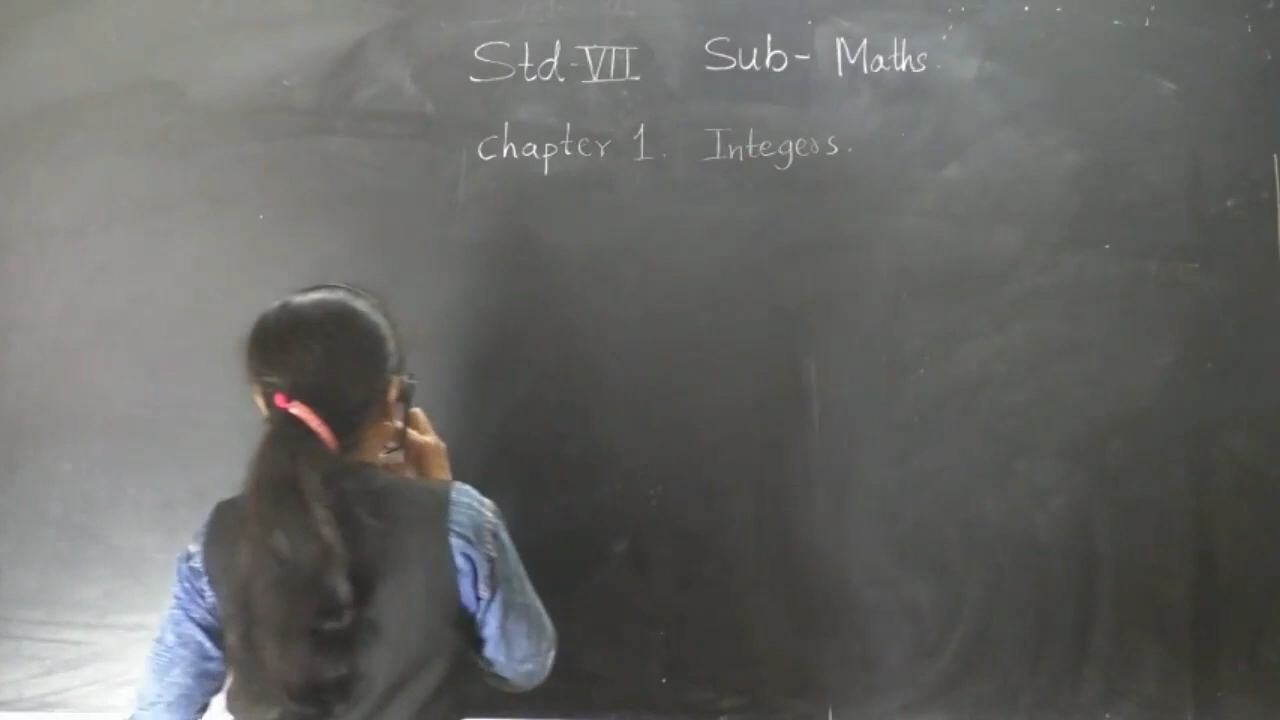 Std-VII Sub- Maths.
chapter 1. Integers.